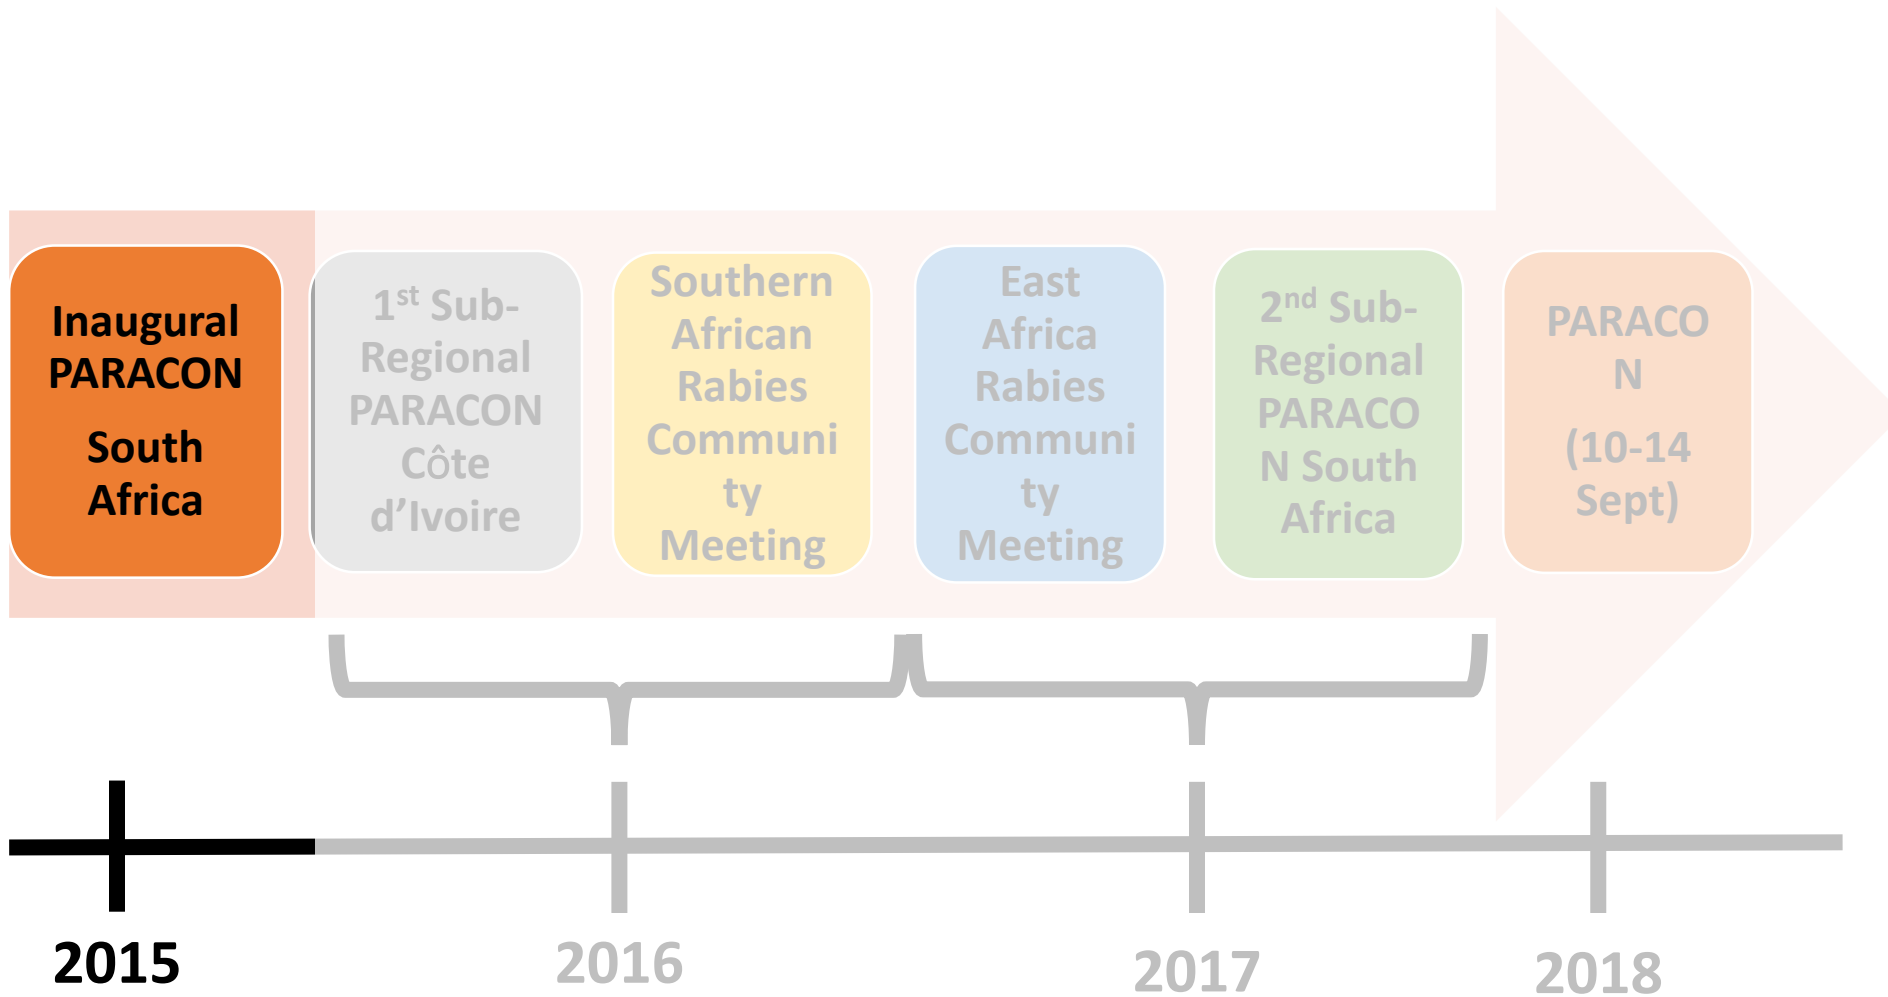 Inaugural
PARACON
South
Africa
1st Sub-
Regional
PARACON
Côte
d’Ivoire
Southern
African
Rabies
Communi
ty
Meeting
East
Africa
Rabies
Communi
ty
Meeting
2nd Sub-
Regional
PARACO
N South
Africa
PARACO
N
(10-14
Sept)
2015
2016
2017
2018